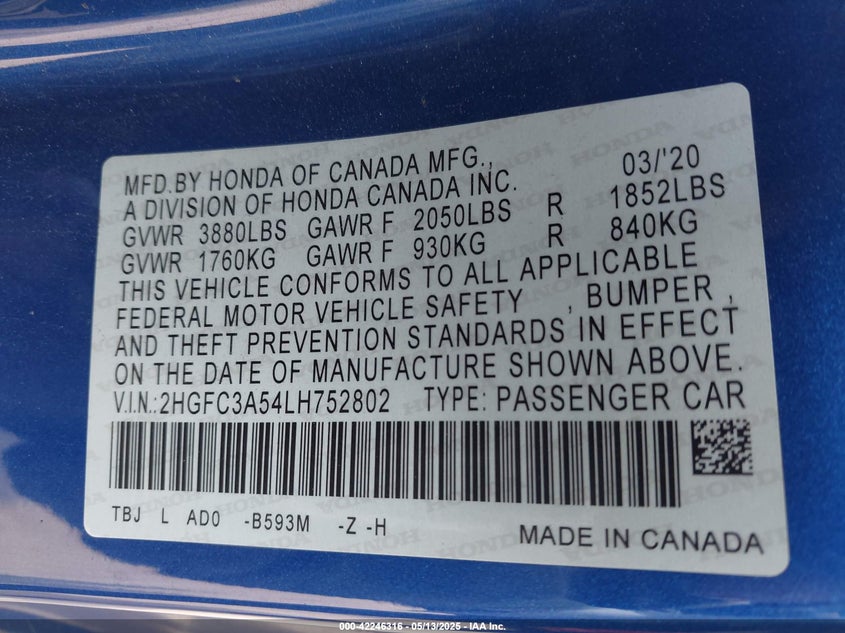 MFD.BY HONDA OF CANADA MFG., 03/'20
A DIVISION OF HONDA CANADA INC.
GVWR 3880LBS GAWR F 2050LBS R 1852LBS
GVWR 1760KG GAWR F 930KG R 840KG
THIS VEHICLE CONFORMS TO ALL APPLICABLE
FEDERAL MOTOR VEHICLE SAFETY , BUMPER ,
AND THEFT PREVENTION STANDARDS IN EFFECT
ON THE DATE OF MANUFACTURE SHOWN ABOVE.
V.I.N.:2HGFC3A54LH752802 TYPE: PASSENGER CAR
TBJ L AD0 -B593M -Z -H
MADE IN CANADA
000-42246316 - 05/13/2025 - IAA Inc.